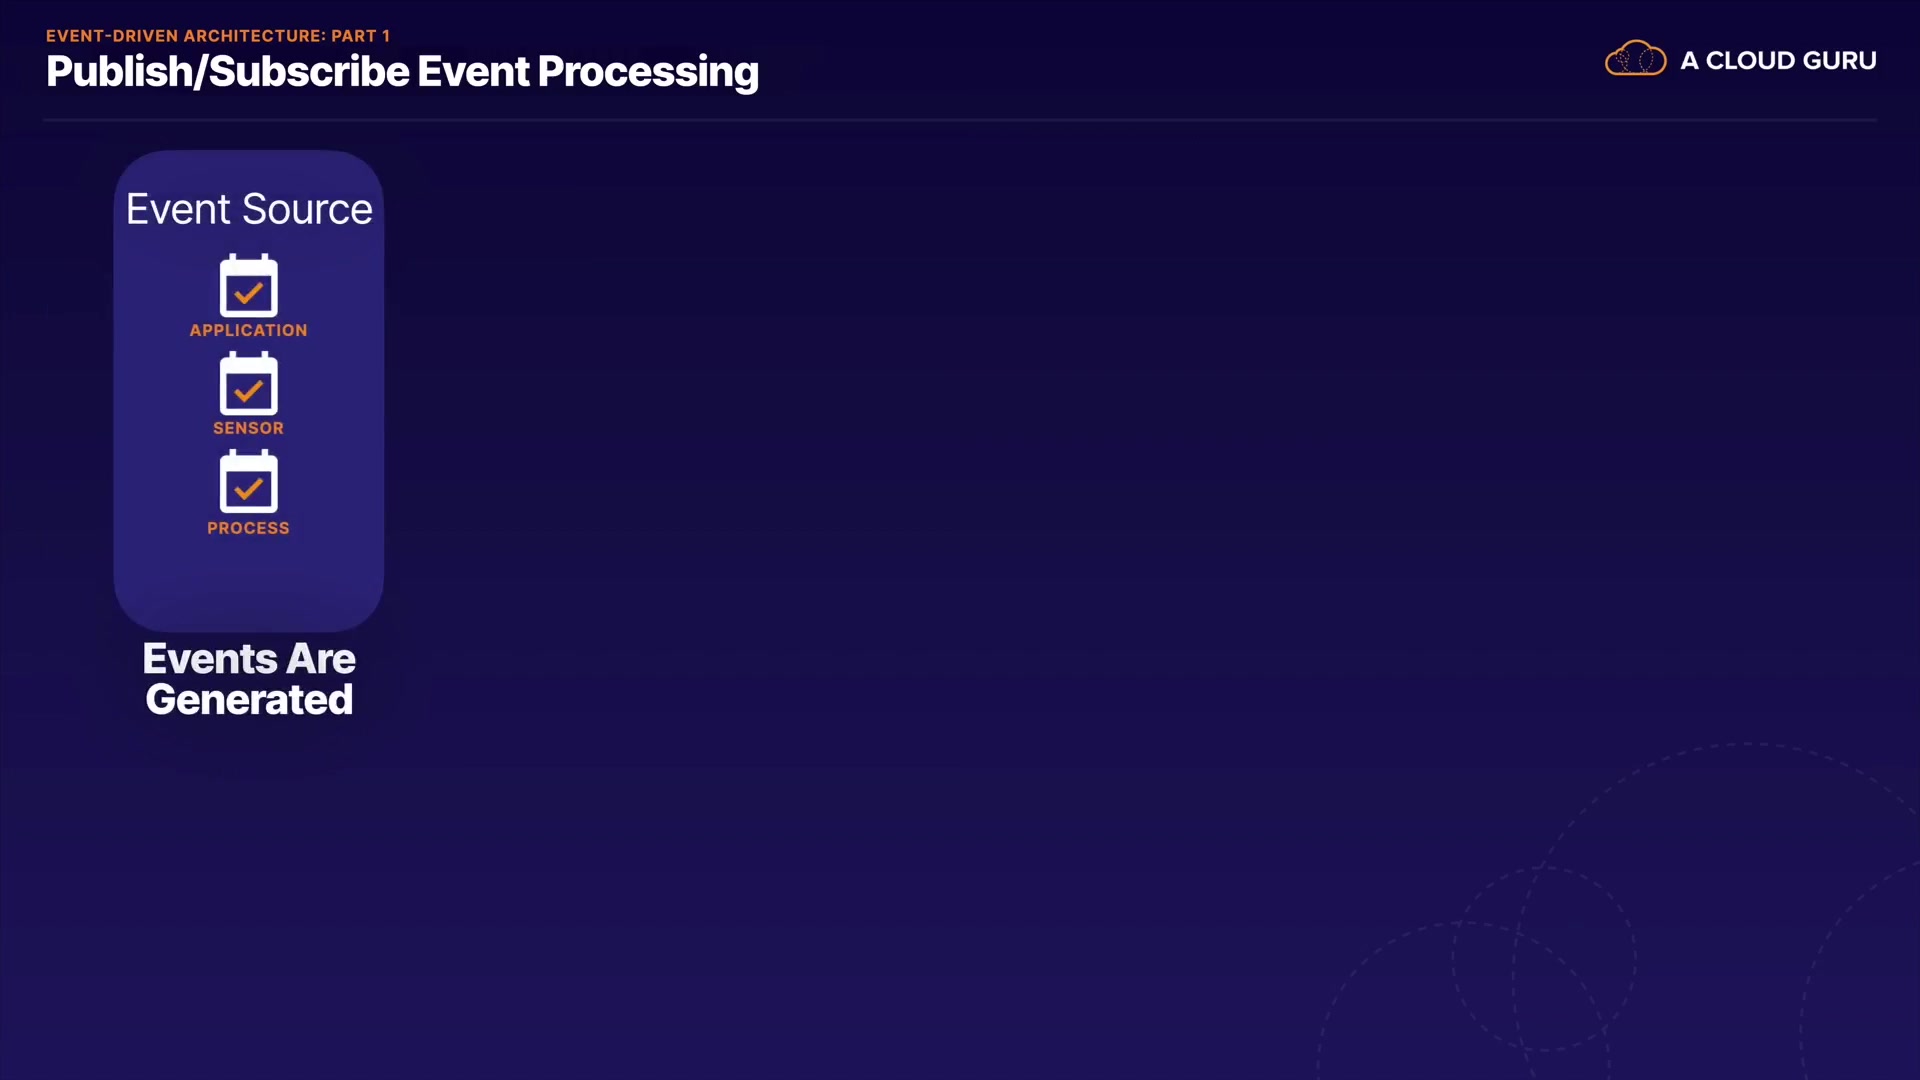 EVENT-DRIVEN ARCHITECTURE: PART 1
Publish/Subscribe Event Processing
A CLOUD GURU
Event Source
APPLICATION
SENSOR
PROCESS
Events Are
Generated